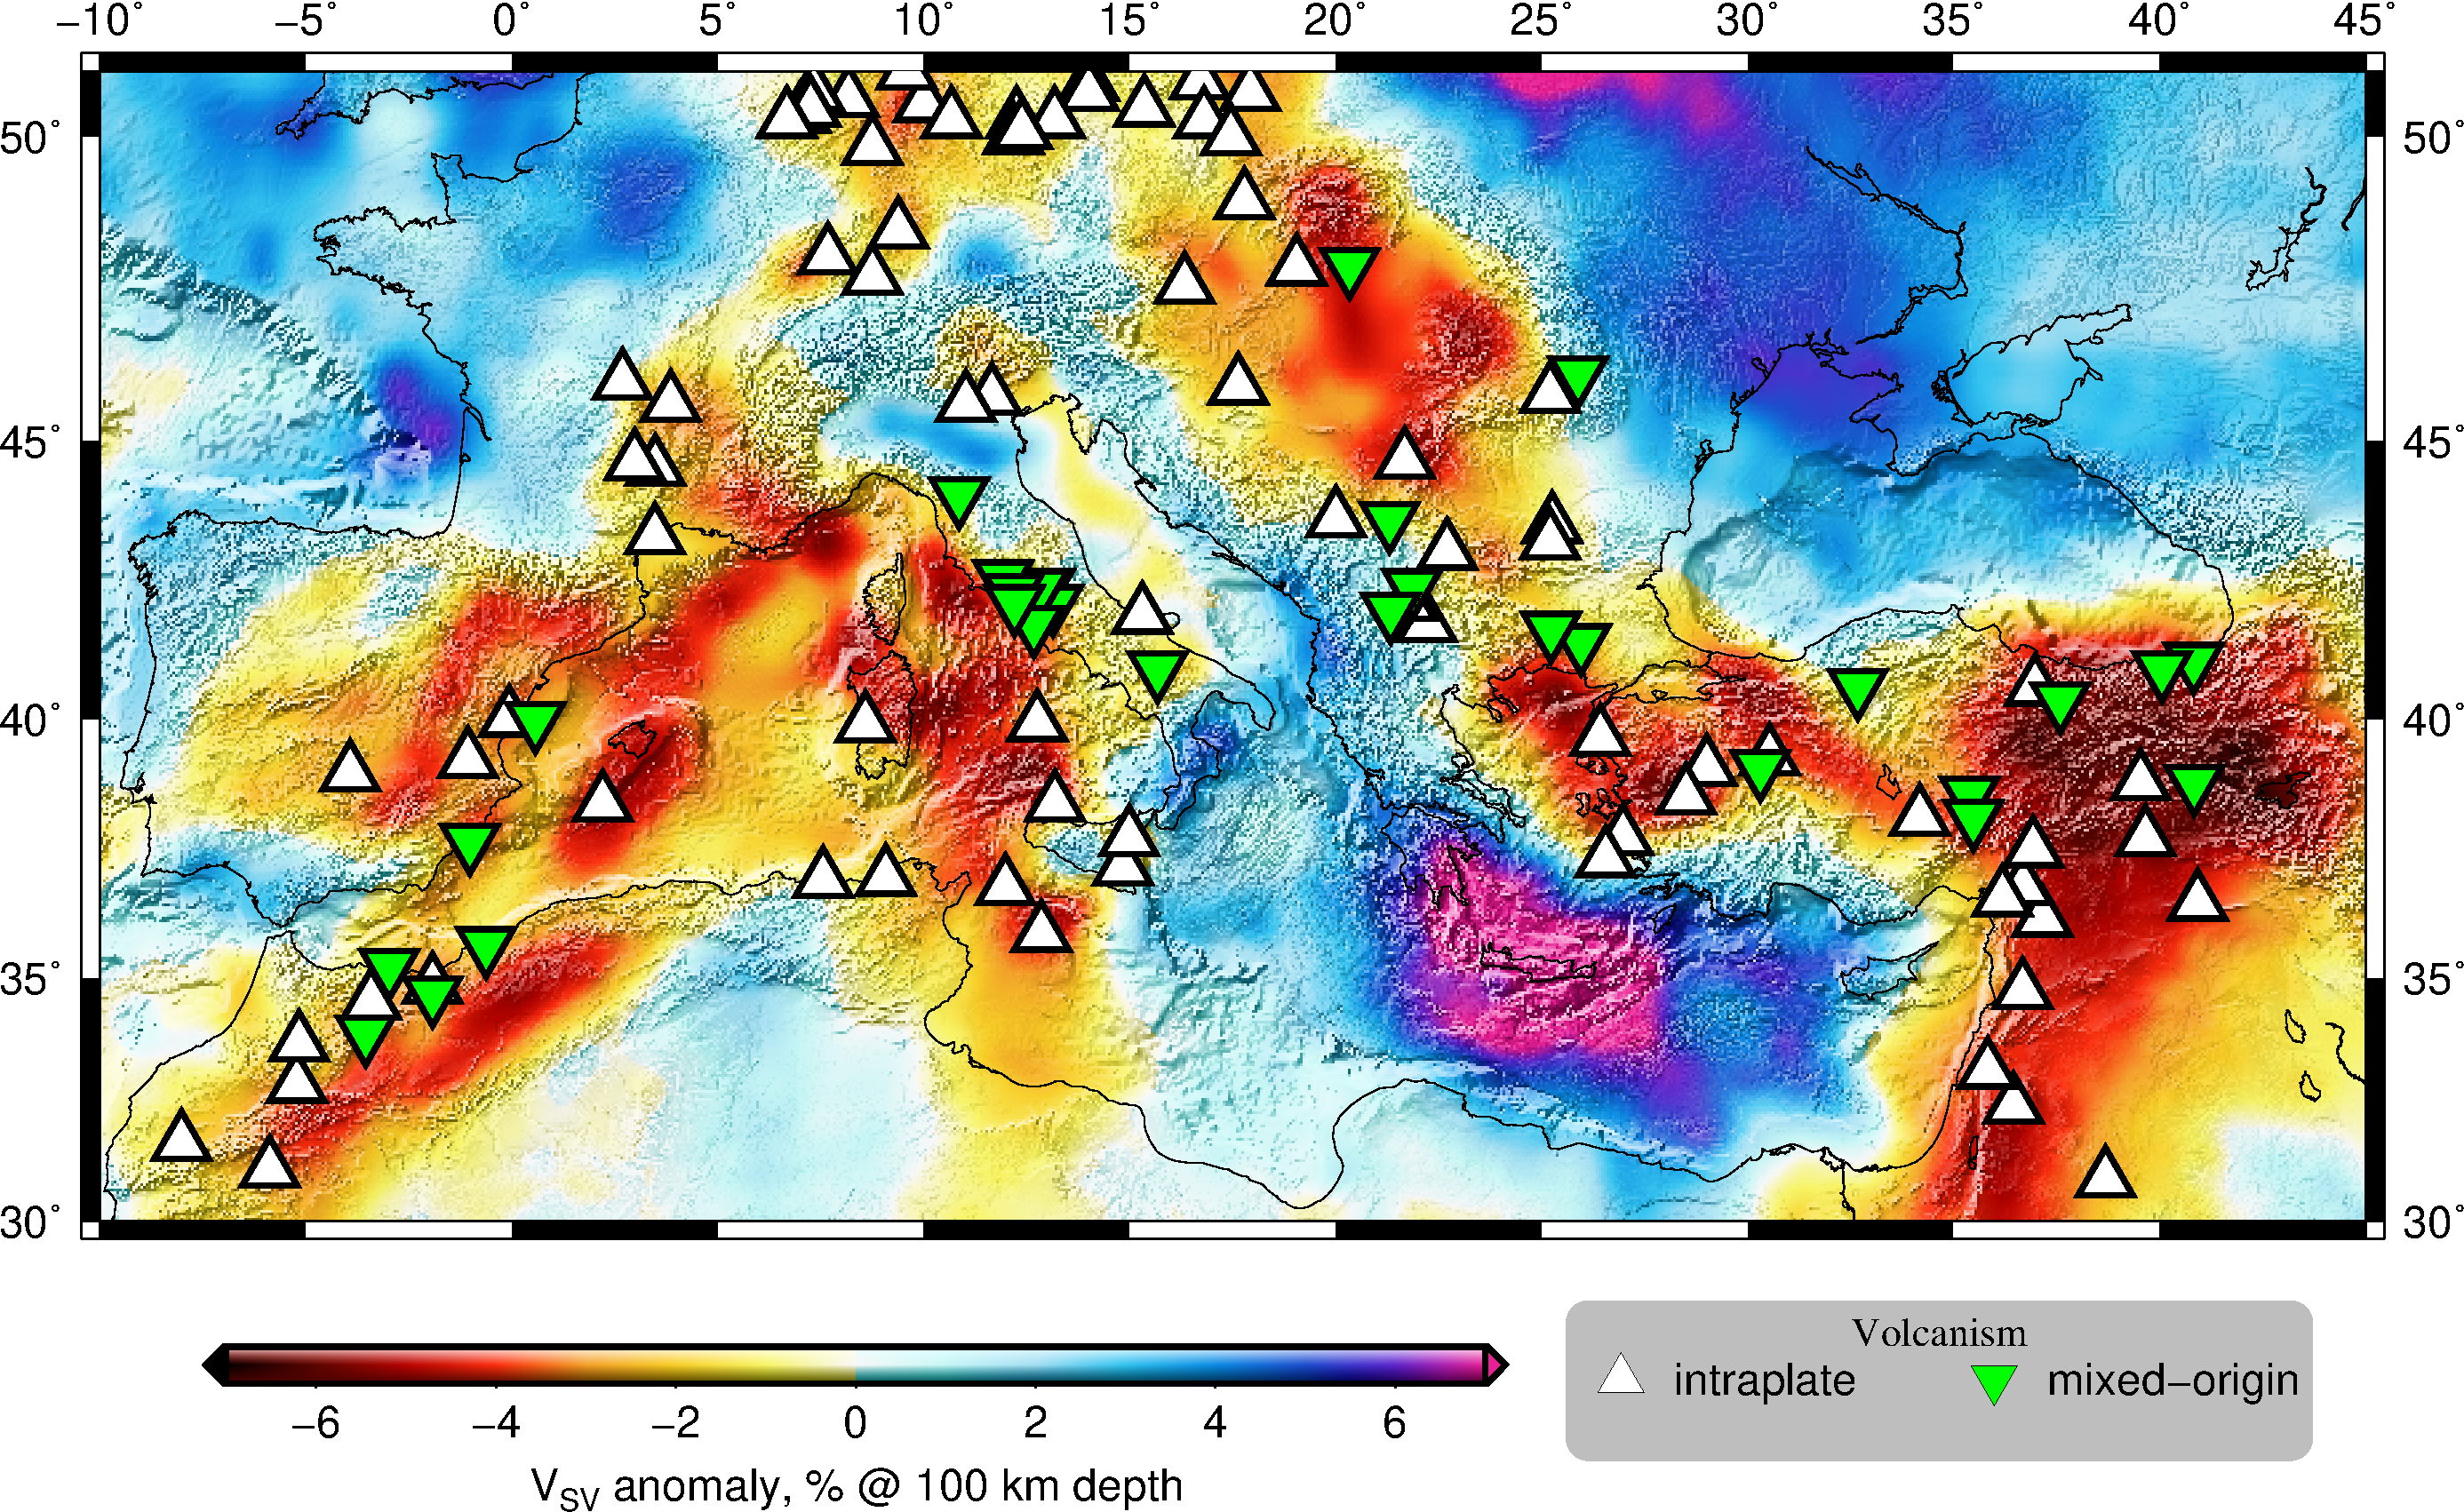 −10° −5° 0° 5° 10° 15° 20° 25° 30° 35° 40° 45°
50° 50°
45° 45°
40° 40°
35° 35°
30° 30°
Volcanism
intraplate mixed−origin
−6 −4 −2 0 2 4 6
VSV anomaly, % @ 100 km depth